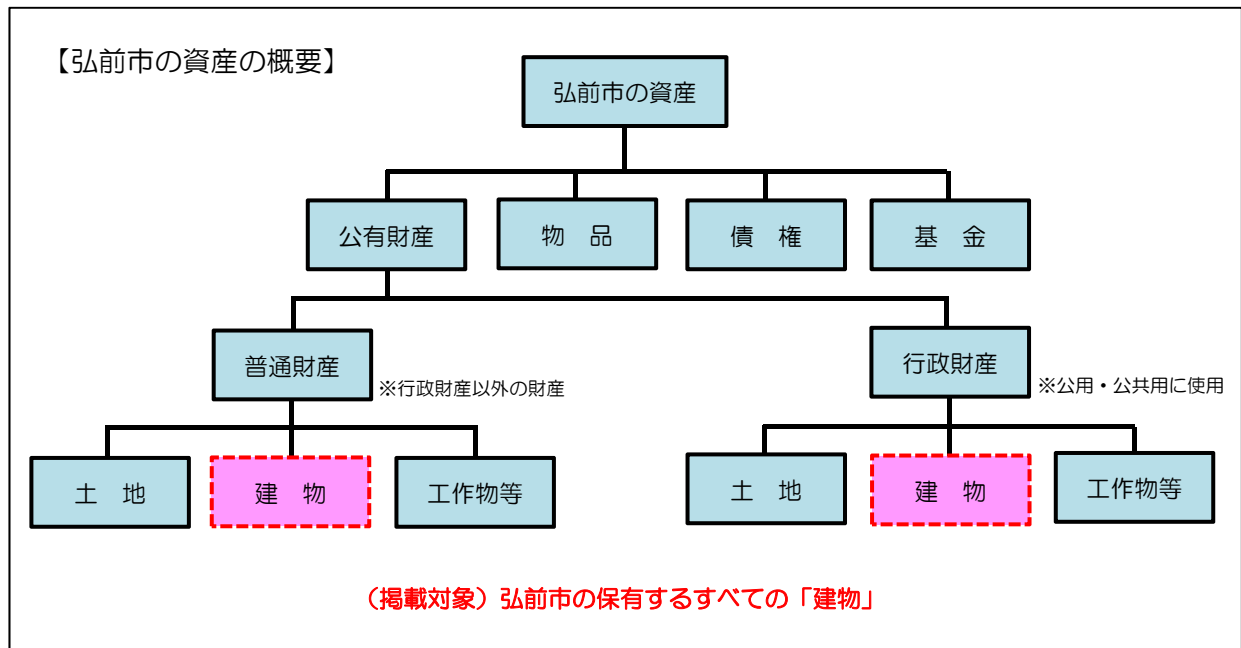 【弘前市の資産の概要】
弘前市の資産
公有財産
物　品
債　権
基　金
普通財産
※行政財産以外の財産
行政財産
※公用・公共用に使用
土　地
建　物
工作物等
土　地
建　物
工作物等
（掲載対象）弘前市の保有するすべての「建物」